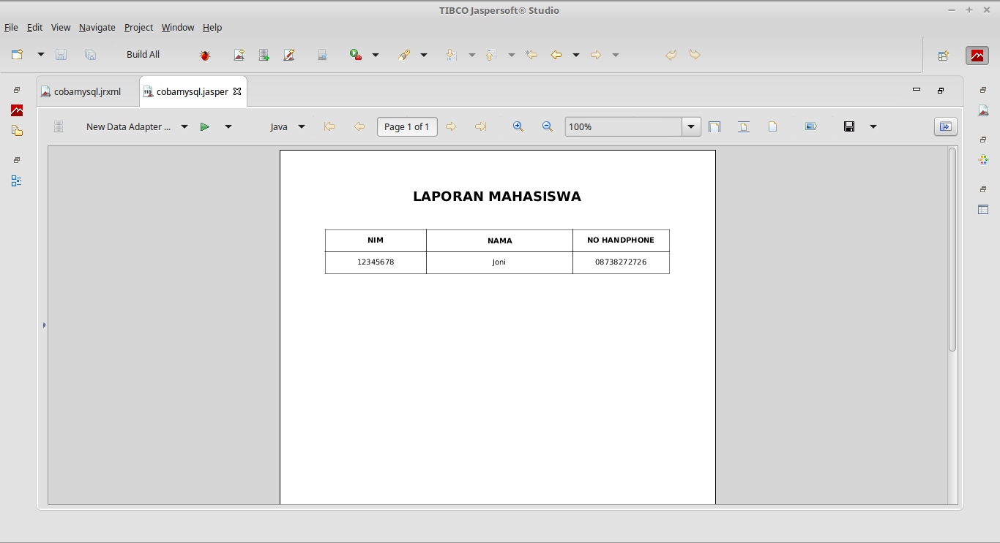 TIBCO Jaspersoft® Studio
File Edit View Navigate Project Window Help
Build All
cobamysql.jrxml cobamysql.jasper
New Data Adapter ... Java Page 1 of 1 100%
LAPORAN MAHASISWA
NIM NAMA NO HANDPHONE
12345678 Joni 08738272726